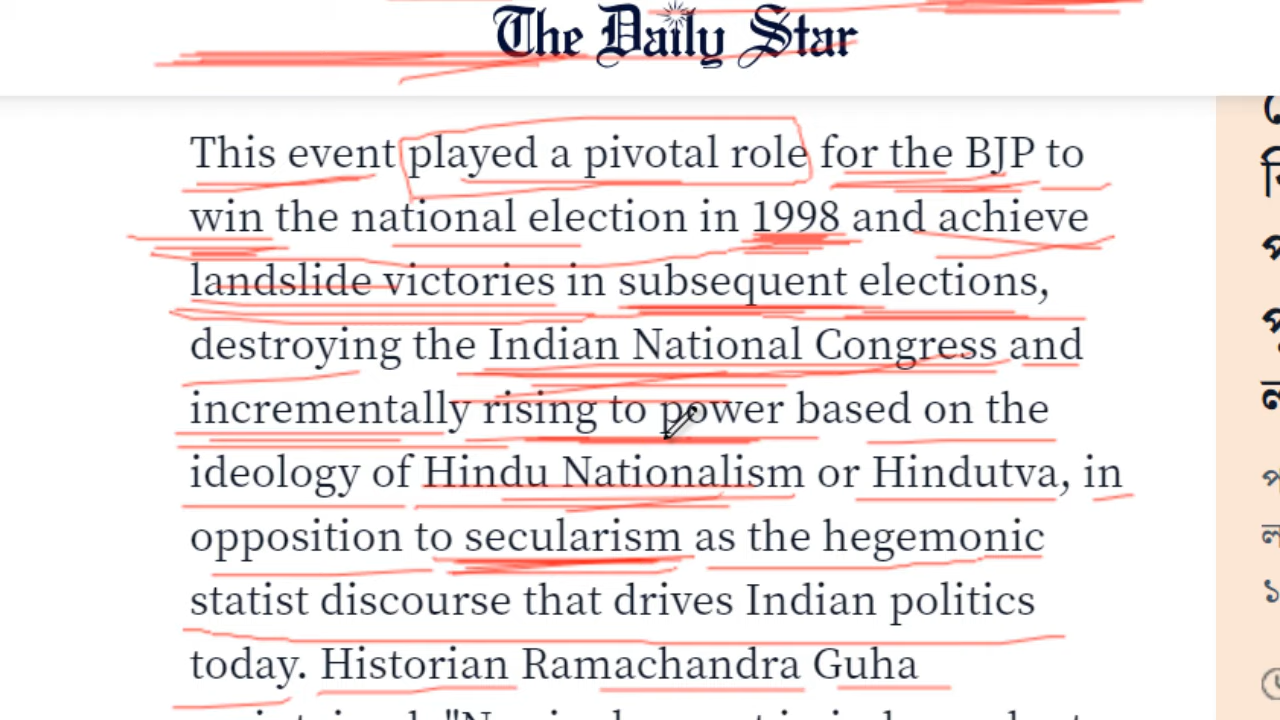 The Daily Star
This event played a pivotal role for the BJP to
win the national election in 1998 and achieve
landslide victories in subsequent elections,
destroying the Indian National Congress and
incrementally rising to power based on the
ideology of Hindu Nationalism or Hindutva, in
opposition to secularism as the hegemonic
statist discourse that drives Indian politics
today. Historian Ramachandra Guha